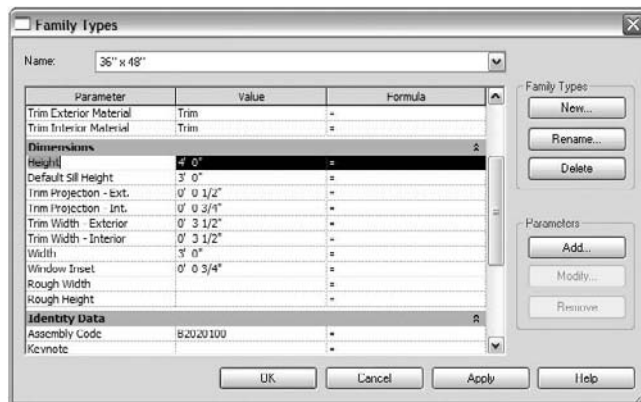 Family Types
Name: 36" x 48"
Parameter Value Formula
Trim Exterior Material Trim =
Trim Interior Material Trim =
Dimensions
Height 4' 0" =
Default Sill Height 3' 0" =
Trim Projection - Ext. 0' 0 1/2" =
Trim Projection - Int. 0' 0 3/4" =
Trim Width - Exterior 0' 3 1/2" =
Trim Width - Interior 0' 3 1/2" =
Width 3' 0" =
Window Inset 0' 0 3/4" =
Rough Width =
Rough Height =
Identity Data
Assembly Code B2020100 =
Keynote =
Family Types
New...
Rename...
Delete
Parameters
Add...
Modify...
Remove
OK Cancel Apply Help